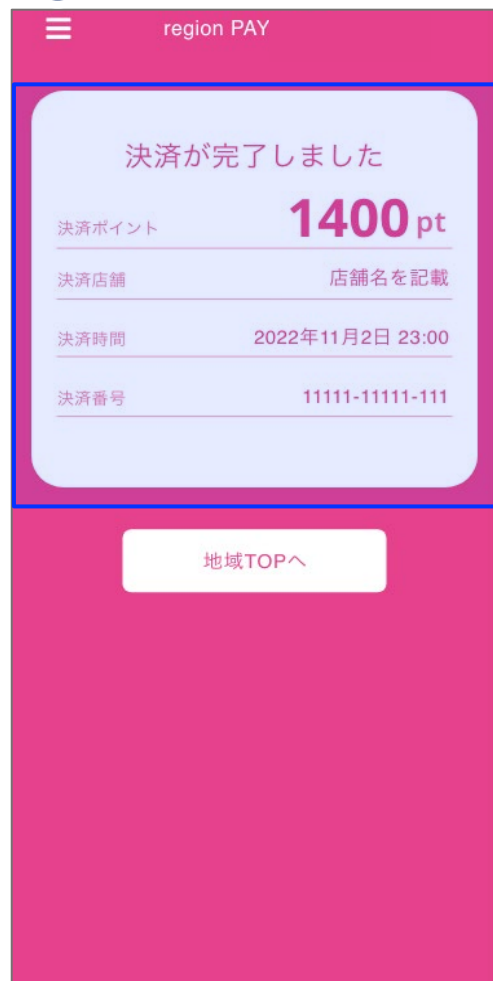 region PAY
決済が完了しました
決済ポイント 1400 pt
決済店舗 店舗名を記載
決済時間 2022年11月2日 23:00
決済番号 11111-11111-111
地域TOPへ